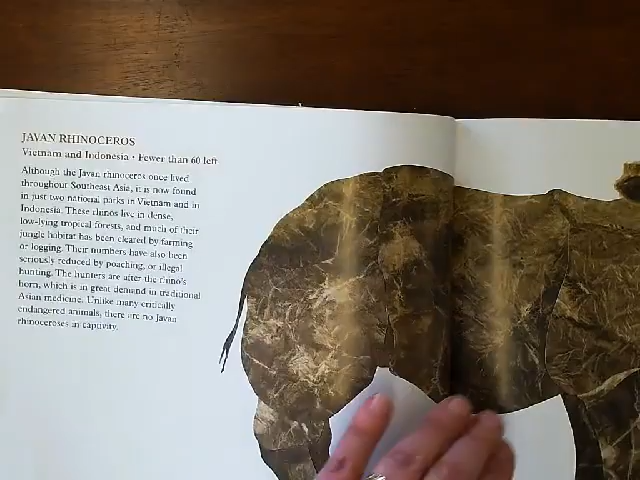 JAVAN RHINOCEROS
Vietnam and Indonesia • Fewer than 60 left
Although the Javan rhinoceros once lived
throughout Southeast Asia, it is now found
in just two national parks in Vietnam and in
Indonesia. These rhinos live in dense,
low-lying tropical forests, and much of their
jungle habitat has been cleared by farming
or logging. Their numbers have also been
seriously reduced by poaching, or illegal
hunting. The hunters are after the rhino's
horn, which is in great demand in traditional
Asian medicine. Unlike many critically
endangered animals, there are no Javan
rhinoceroses in captivity.